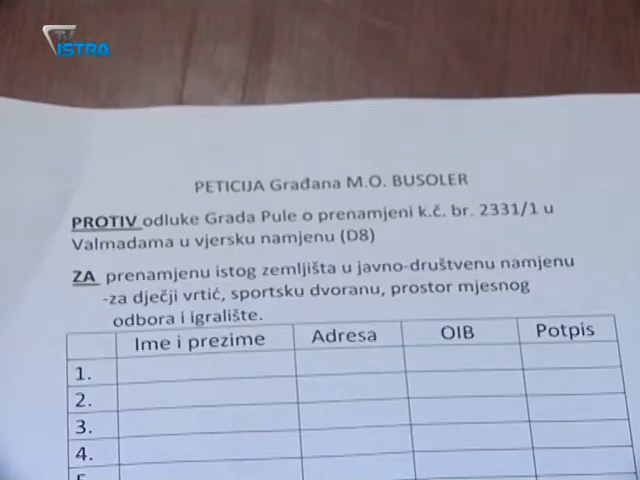 TV
ISTRA
PETICIJA Građana M.O. BUSOLER
PROTIV odluke Grada Pule o prenamjeni k.č. br. 2331/1 u
Valmadama u vjersku namjenu (D8)
ZA prenamjenu istog zemljišta u javno-društvenu namjenu
-za dječji vrtić, sportsku dvoranu, prostor mjesnog
odbora i igralište.
Ime i prezime Adresa OIB Potpis
1.
2.
3.
4.
5.